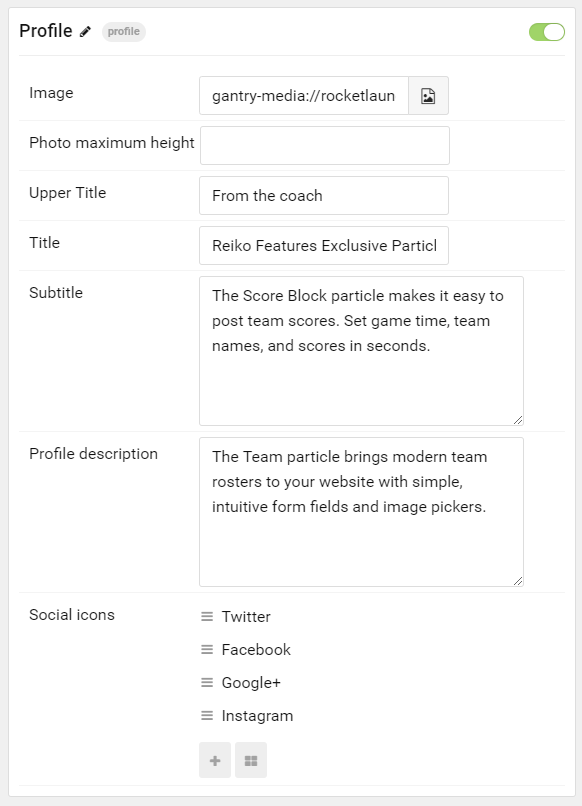 Profile profile
Image gantry-media://rocketlaun
Photo maximum height
Upper Title From the coach
Title Reiko Features Exclusive Particl
Subtitle The Score Block particle makes it easy to
post team scores. Set game time, team
names, and scores in seconds.
Profile description The Team particle brings modern team
rosters to your website with simple,
intuitive form fields and image pickers.
Social icons Twitter
Facebook
Google+
Instagram